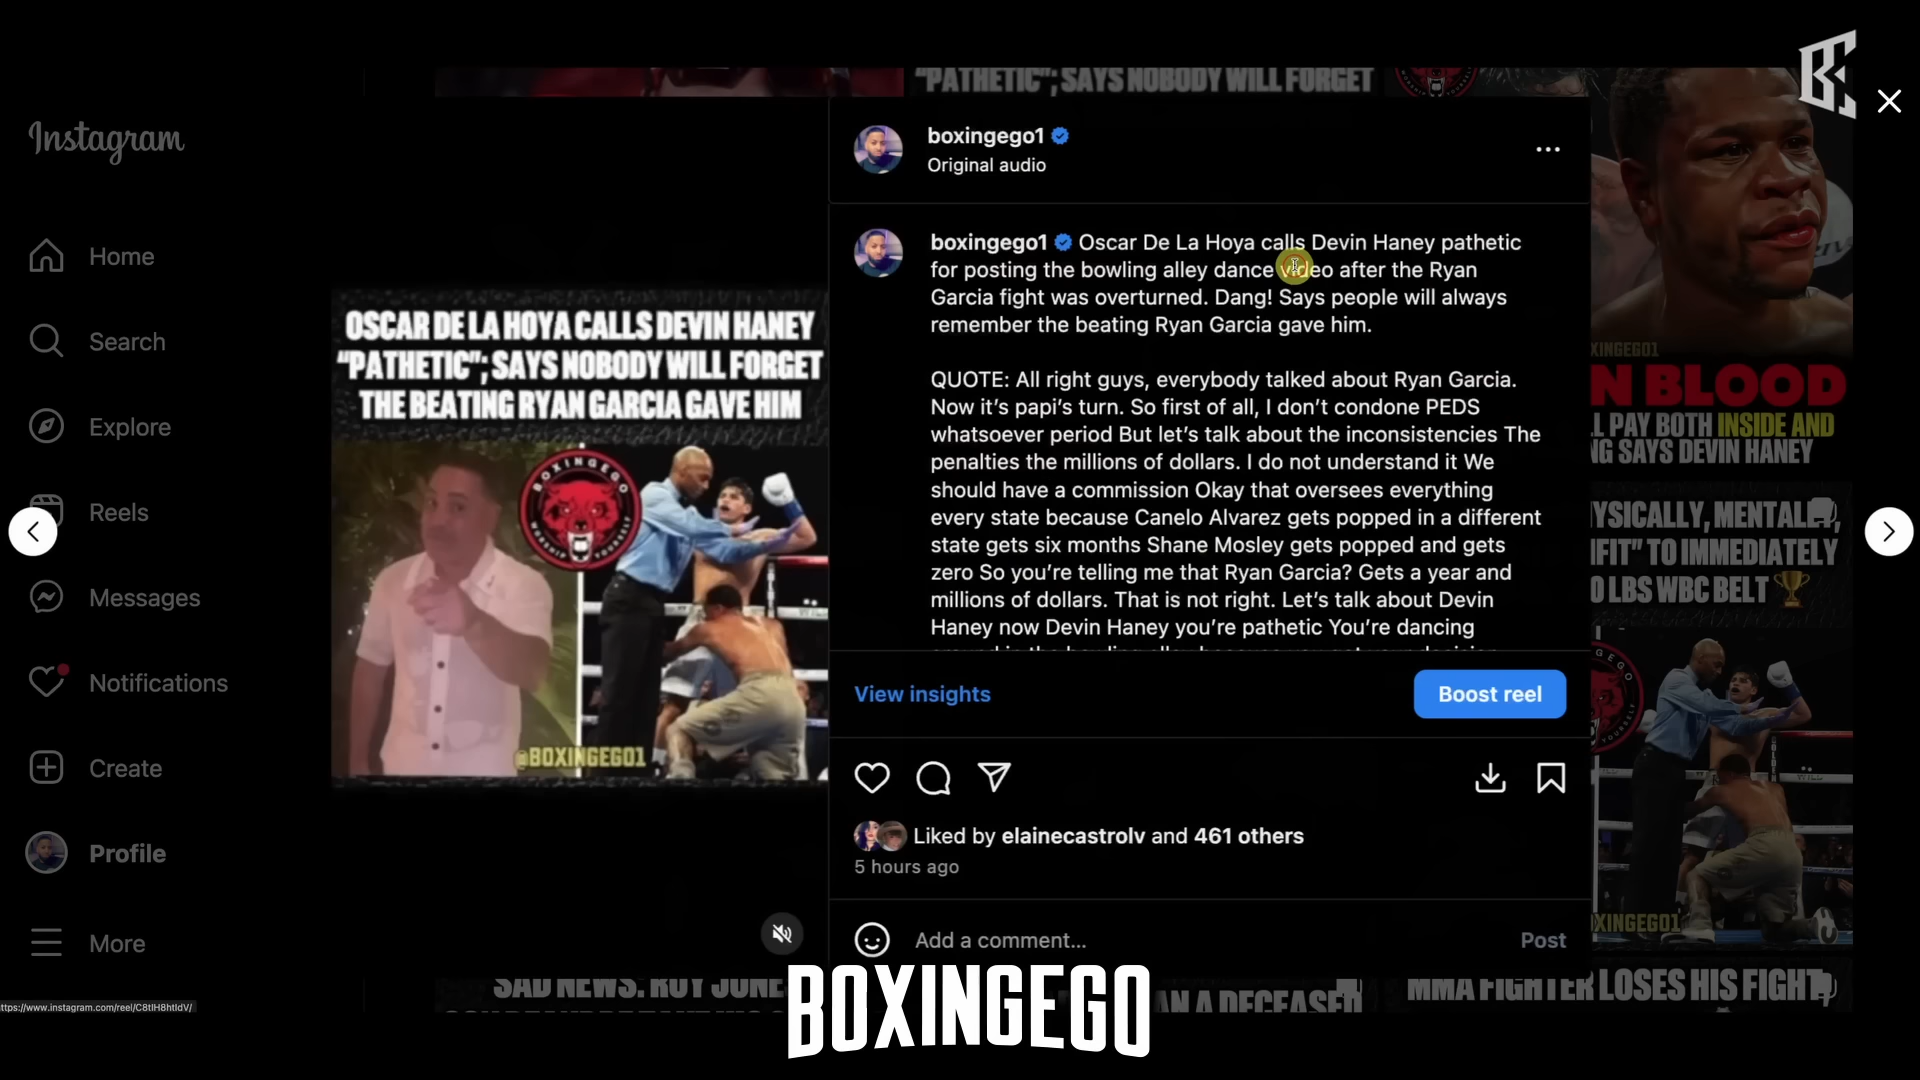 Instagram
Home
Search
Explore
Reels
Messages
Notifications
Create
Profile
More
https://www.instagram.com/reel/C8tIH8htIdV/
"PATHETIC"; SAYS NOBODY WILL FORGET
OSCAR DE LA HOYA CALLS DEVIN HANEY
"PATHETIC"; SAYS NOBODY WILL FORGET
THE BEATING RYAN GARCIA GAVE HIM
BOXINGEGO
WORSHIP YOURSELF
@BOXINGEGO1
boxingego1
Original audio
boxingego1 Oscar De La Hoya calls Devin Haney pathetic
for posting the bowling alley dance video after the Ryan
Garcia fight was overturned. Dang! Says people will always
remember the beating Ryan Garcia gave him.
QUOTE: All right guys, everybody talked about Ryan Garcia.
Now it's papi's turn. So first of all, I don't condone PEDS
whatsoever period But let's talk about the inconsistencies The
penalties the millions of dollars. I do not understand it We
should have a commission Okay that oversees everything
every state because Canelo Alvarez gets popped in a different
state gets six months Shane Mosley gets popped and gets
zero So you're telling me that Ryan Garcia? Gets a year and
millions of dollars. That is not right. Let's talk about Devin
Haney now Devin Haney you're pathetic You're dancing
View insights
Boost reel
Liked by elainecastrolv and 461 others
5 hours ago
Add a comment...
Post
XINGEGO1
N BLOOD
L PAY BOTH INSIDE AND
NG SAYS DEVIN HANEY
YSICALLY, MENTALLY,
IFIT" TO IMMEDIATELY
0 LBS WBC BELT
XINGEGO1
SAD NEWS: ROY JONE
AN A DECEASED
MMA FIGHTER LOSES HIS FIGHT
BOXINGEGO